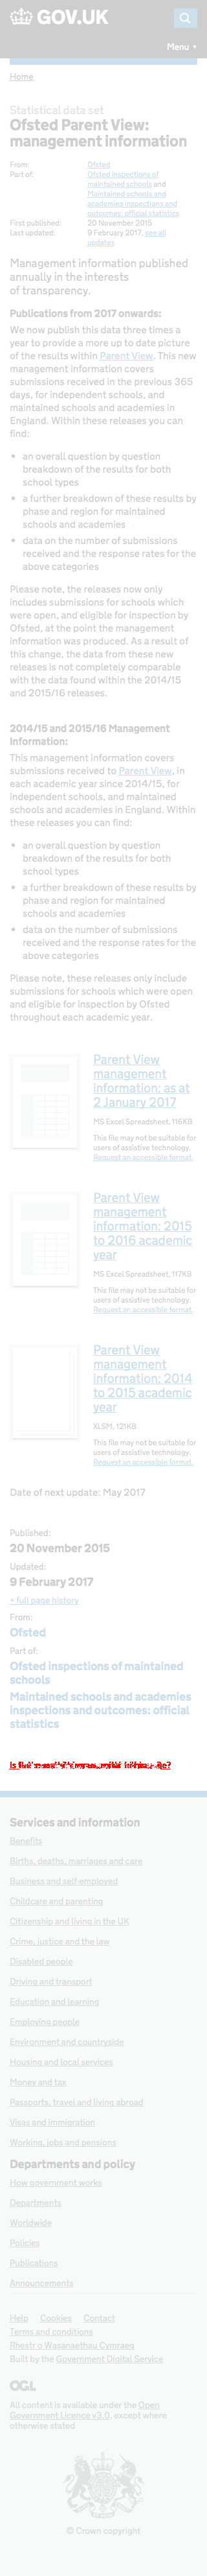 GOV.UK
Menu ▼
Home
Statistical data set
Ofsted Parent View:
management information
From: Ofsted
Part of: Ofsted inspections of
maintained schools and
Maintained schools and
academies inspections and
outcomes: official statistics
First published: 20 November 2015
Last updated: 9 February 2017, see all
updates
Management information published
annually in the interests
of transparency.
Publications from 2017 onwards:
We now publish this data three times a
year to provide a more up to date picture
of the results within Parent View. This new
management information covers
submissions received in the previous 365
days, for independent schools, and
maintained schools and academies in
England. Within these releases you can
find:
• an overall question by question
breakdown of the results for both
school types
• a further breakdown of these results by
phase and region for maintained
schools and academies
• data on the number of submissions
received and the response rates for the
above categories
Please note, the releases now only
include submissions for schools which
were open, and eligible for inspection by
Ofsted, at the point the management
information was produced. As a result of
this change, the data from these new
releases is not completely comparable
with the data found within the 2014/15
and 2015/16 releases.
2014/15 and 2015/16 Management
Information:
This management information covers
submissions received to Parent View, in
each academic year since 2014/15, for
independent schools, and maintained
schools and academies in England. Within
these releases you can find:
• an overall question by question
breakdown of the results for both
school types
• a further breakdown of these results by
phase and region for maintained
schools and academies
• data on the number of submissions
received and the response rates for the
above categories
Please note, these releases only include
submissions for schools which were open
and eligible for inspection by Ofsted
throughout each academic year.
Parent View
management
information: as at
2 January 2017
MS Excel Spreadsheet, 116KB
This file may not be suitable for
users of assistive technology.
Request an accessible format.
Parent View
management
information: 2015
to 2016 academic
year
MS Excel Spreadsheet, 117KB
This file may not be suitable for
users of assistive technology.
Request an accessible format.
Parent View
management
information: 2014
to 2015 academic
year
XLSM, 121KB
This file may not be suitable for
users of assistive technology.
Request an accessible format.
Date of next update: May 2017
Published:
20 November 2015
Updated:
9 February 2017
+ full page history
From:
Ofsted
Part of:
Ofsted inspections of maintained
schools
Maintained schools and academies
inspections and outcomes: official
statistics
Is
Services and information
Benefits
Births, deaths, marriages and care
Business and self-employed
Childcare and parenting
Citizenship and living in the UK
Crime, justice and the law
Disabled people
Driving and transport
Education and learning
Employing people
Environment and countryside
Housing and local services
Money and tax
Passports, travel and living abroad
Visas and immigration
Working, jobs and pensions
Departments and policy
How government works
Departments
Worldwide
Policies
Publications
Announcements
Help Cookies Contact
Terms and conditions
Rhestr o Wasanaethau Cymraeg
Built by the Government Digital Service
OGL
All content is available under the Open
Government Licence v3.0, except where
otherwise stated
© Crown copyright